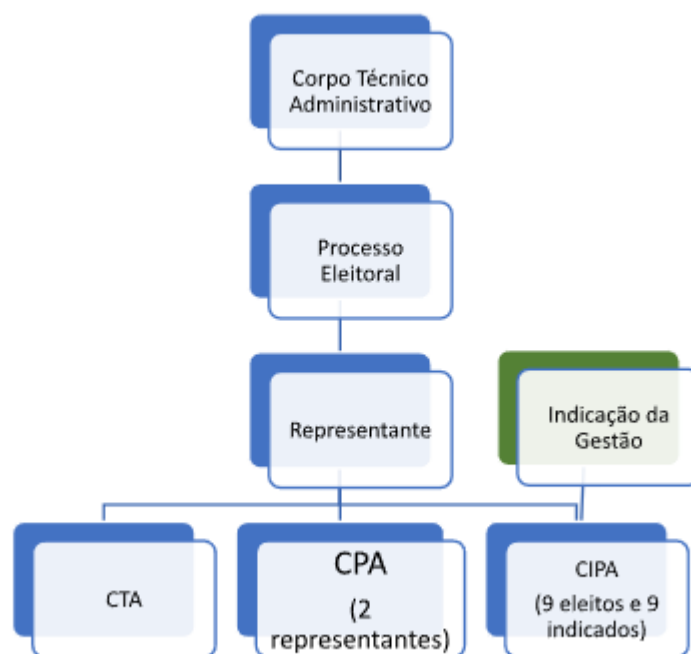 Corpo Técnico
Administrativo
Processo
Eleitoral
Representante
Indicação da
Gestão
CTA
CPA
(2
representantes)
CIPA
(9 eleitos e 9
indicados)